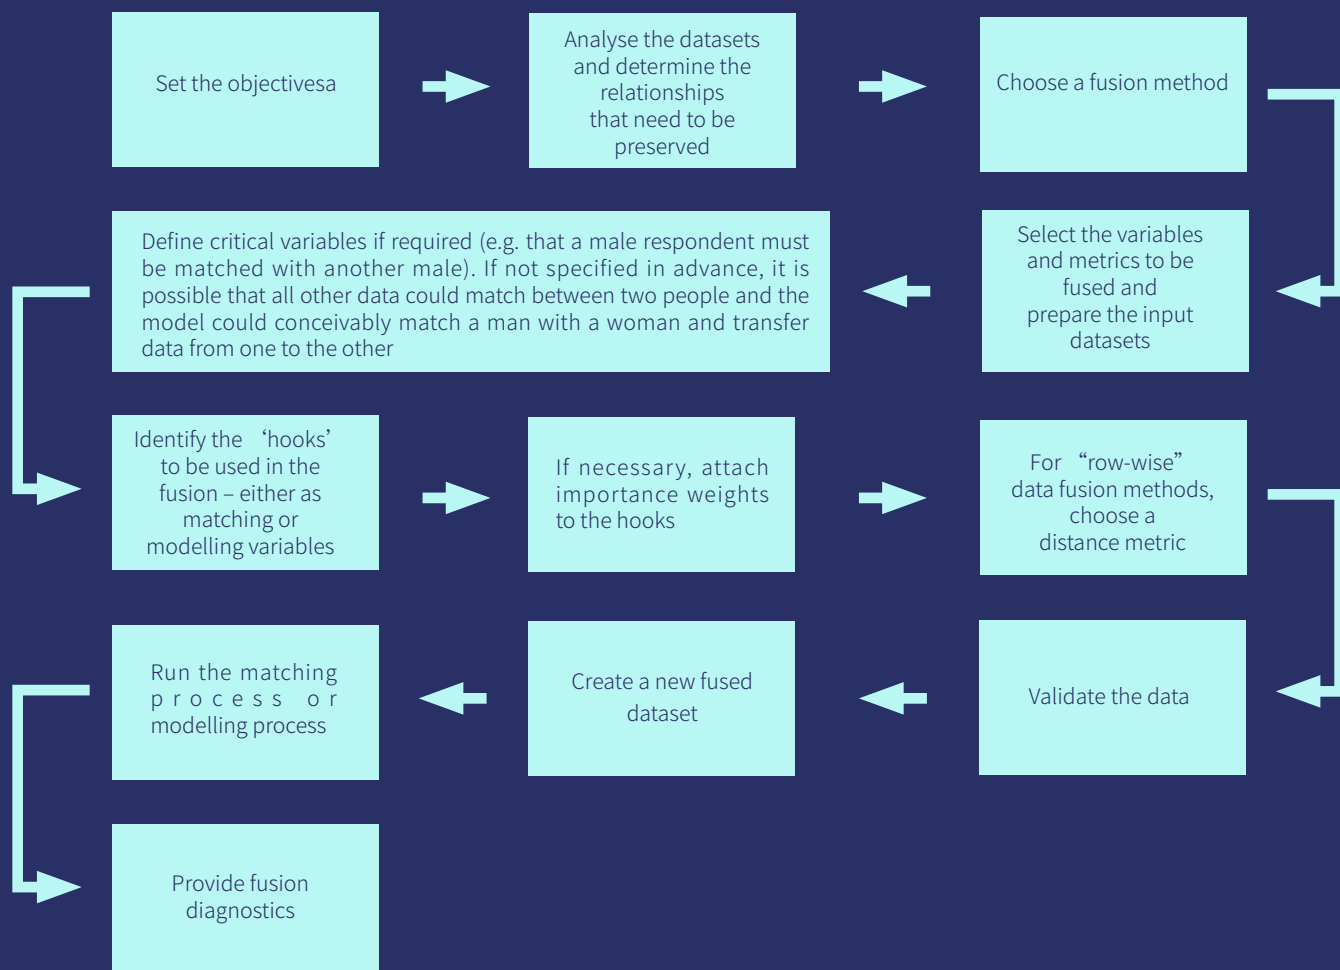 Set the objectivesa
Analyse the datasets
and determine the
relationships
that need to be
preserved
Choose a fusion method
Select the variables
and metrics to be
fused and
prepare the input
datasets
Define critical variables if required (e.g. that a male respondent must
be matched with another male). If not specified in advance, it is
possible that all other data could match between two people and the
model could conceivably match a man with a woman and transfer
data from one to the other
Identify the ‘hooks’
to be used in the
fusion – either as
matching or
modelling variables
If necessary, attach
importance weights
to the hooks
For “row-wise”
data fusion methods,
choose a
distance metric
Validate the data
Create a new fused
dataset
Run the matching
process or
modelling process
Provide fusion
diagnostics